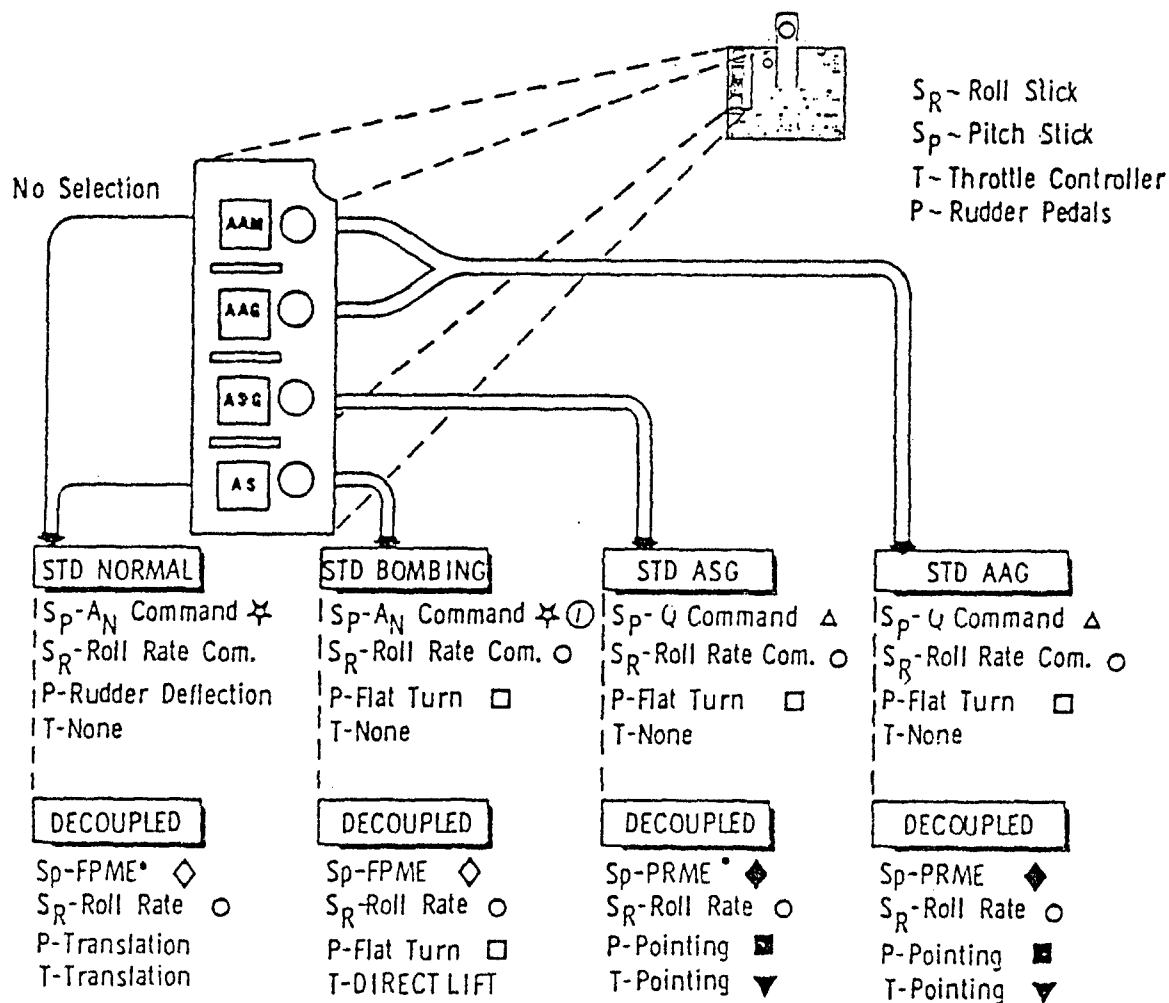 S_R ~ Roll Stick
S_P ~ Pitch Stick
T ~ Throttle Controller
P ~ Rudder Pedals
No Selection
AAM
AAG
ASG
AS
STD NORMAL
S_P-A_N Command
S_R-Roll Rate Com.
P-Rudder Deflection
T-None
DECOUPLED
Sp-FPME•
S_R-Roll Rate
P-Translation
T-Translation
STD BOMBING
Sp-A_N Command 1
S_R-Roll Rate Com.
P-Flat Turn
T-None
DECOUPLED
Sp-FPME
S_R-Roll Rate
P-Flat Turn
T-DIRECT LIFT
STD ASG
S_P-Q Command
S_R-Roll Rate Com.
P-Flat Turn
T-None
DECOUPLED
Sp-PRME•
S_R-Roll Rate
P-Pointing
T-Pointing
STD AAG
S_P-Q Command
S_R-Roll Rate Com.
P-Flat Turn
T-None
DECOUPLED
Sp-PRME
S_R-Roll Rate
P-Pointing
T-Pointing